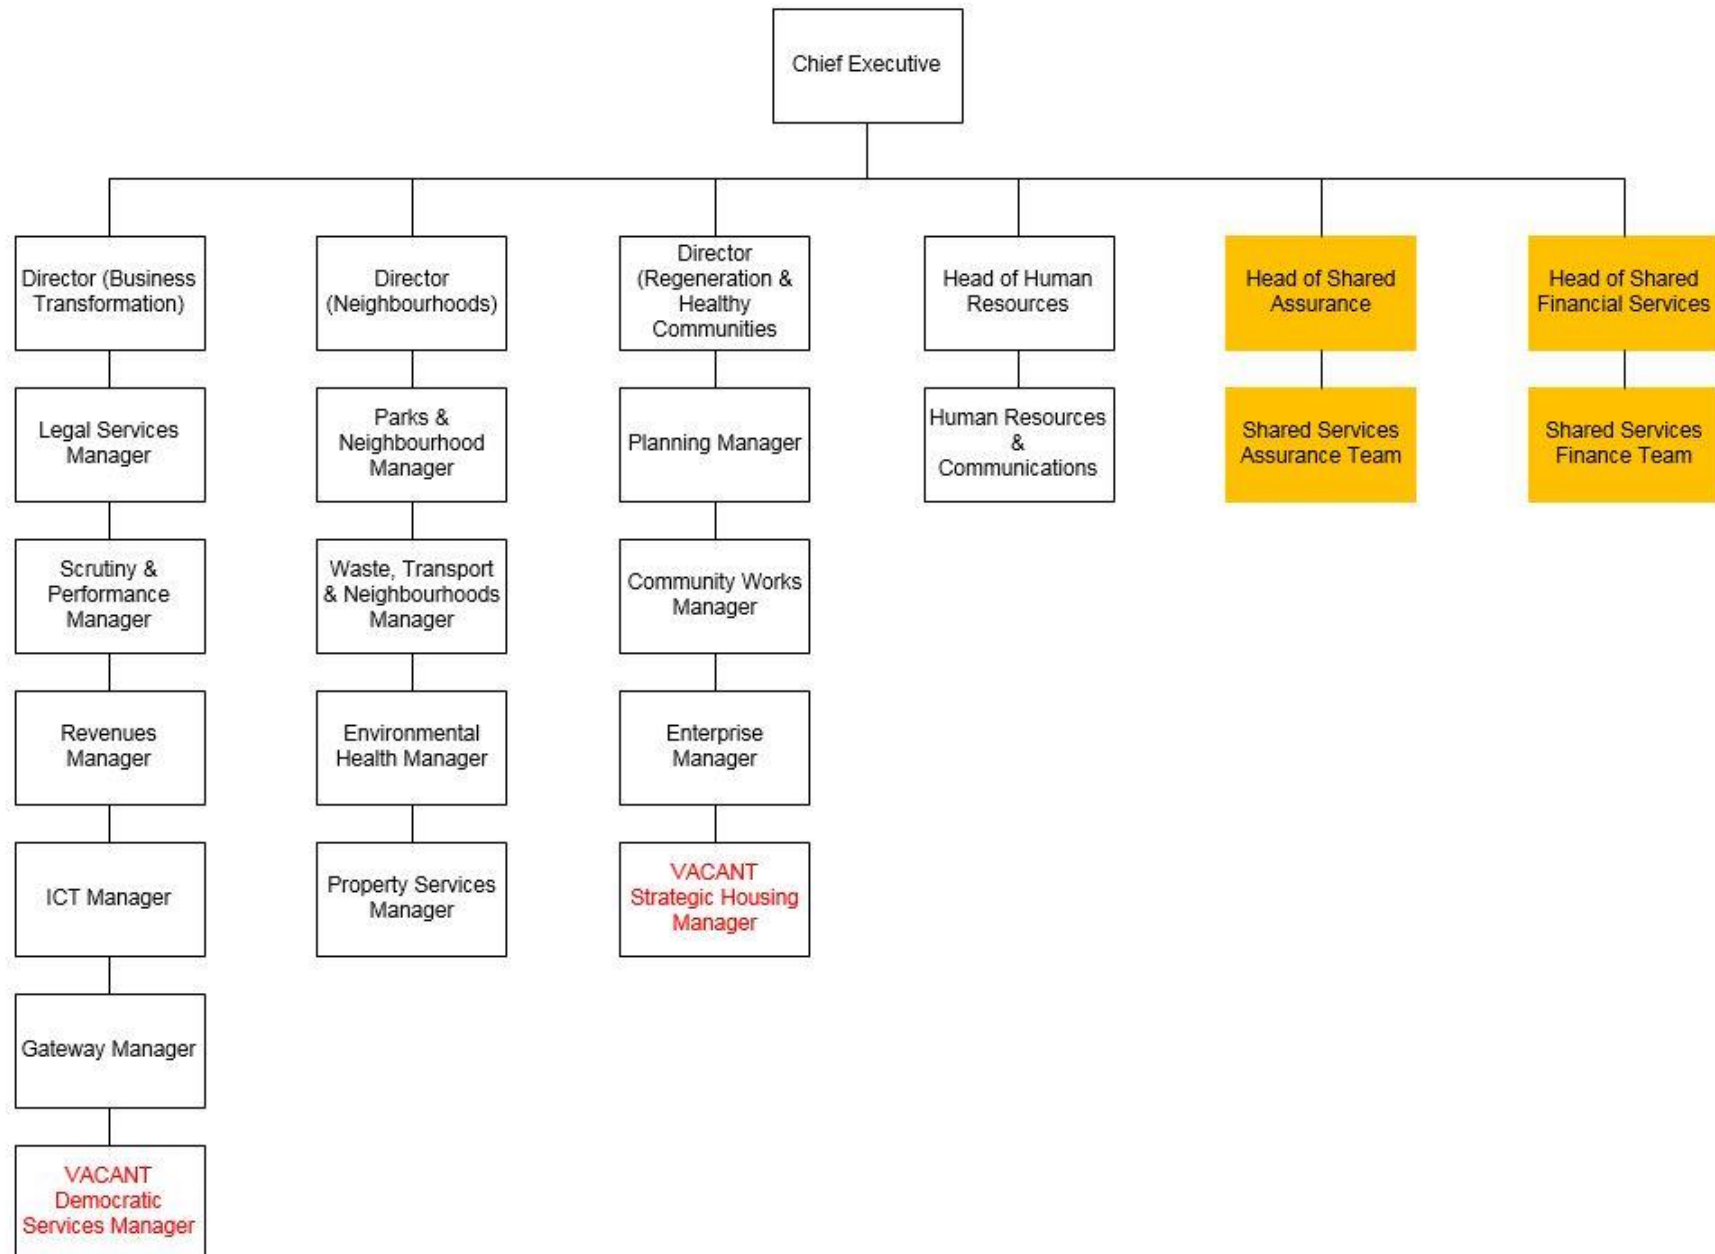 Chief Executive
Director (Business
Transformation)
Director
(Neighbourhoods)
Director
(Regeneration &
Healthy
Communities
Head of Human
Resources
Head of Shared
Assurance
Head of Shared
Financial Services
Legal Services
Manager
Parks &
Neighbourhood
Manager
Planning Manager
Human Resources
&
Communications
Shared Services
Assurance Team
Shared Services
Finance Team
Scrutiny &
Performance
Manager
Waste, Transport
& Neighbourhoods
Manager
Community Works
Manager
Revenues
Manager
Environmental
Health Manager
Enterprise
Manager
ICT Manager
Property Services
Manager
VACANT
Strategic Housing
Manager
Gateway Manager
VACANT
Democratic
Services Manager